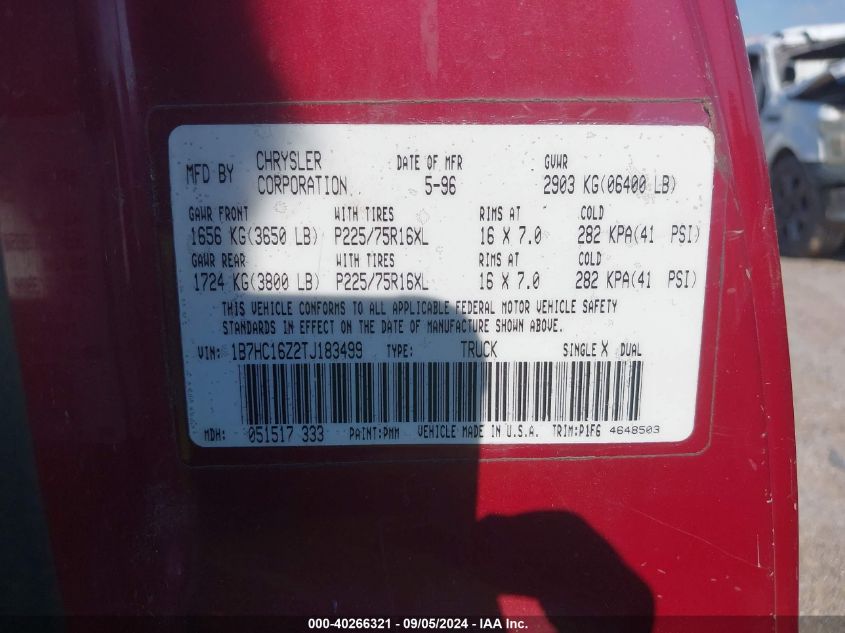 MFD BY CHRYSLER CORPORATION DATE OF MFR 5-96 GVWR 2903 KG(06400 LB)
GAWR FRONT WITH TIRES RIMS AT COLD
1656 KG(3650 LB) P225/75R16XL 16 X 7.0 282 KPA(41 PSI)
GAWR REAR WITH TIRES RIMS AT COLD
1724 KG(3800 LB) P225/75R16XL 16 X 7.0 282 KPA(41 PSI)
THIS VEHICLE CONFORMS TO ALL APPLICABLE FEDERAL MOTOR VEHICLE SAFETY
STANDARDS IN EFFECT ON THE DATE OF MANUFACTURE SHOWN ABOVE.
VIN: 1B7HC16Z2TJ183499 TYPE: TRUCK SINGLE X DUAL
MDH: 051517 333 PAINT:PMM VEHICLE MADE IN U.S.A. TRIM:P1F6 4648503
000-40266321 - 09/05/2024 - IAAI.com